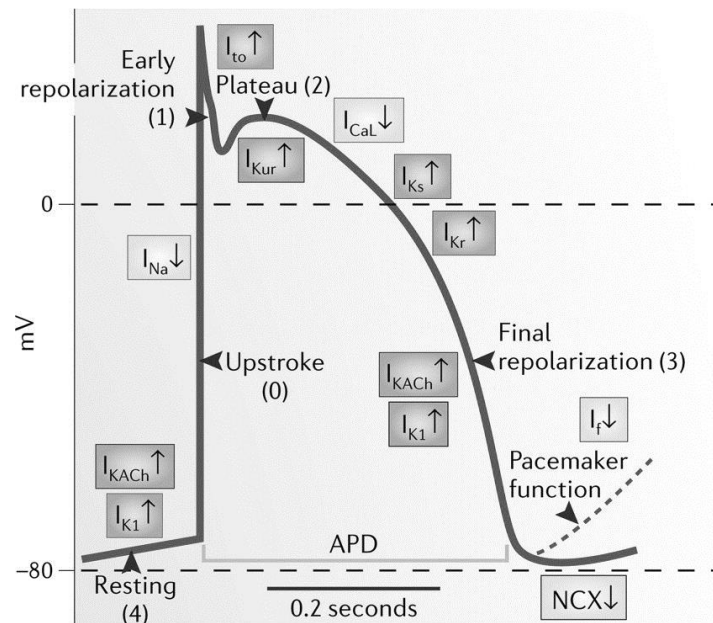 I_to ↑
Early
repolarization
(1)
Plateau (2)
I_CaL ↓
I_Kur ↑
I_Ks ↑
0
I_Kr ↑
I_Na ↓
mV
Upstroke
(0)
Final
repolarization (3)
I_KACh ↑
I_K1 ↑
I_f ↓
Pacemaker
function
I_KACh ↑
I_K1 ↑
APD
−80
Resting
(4)
0.2 seconds
NCX ↓